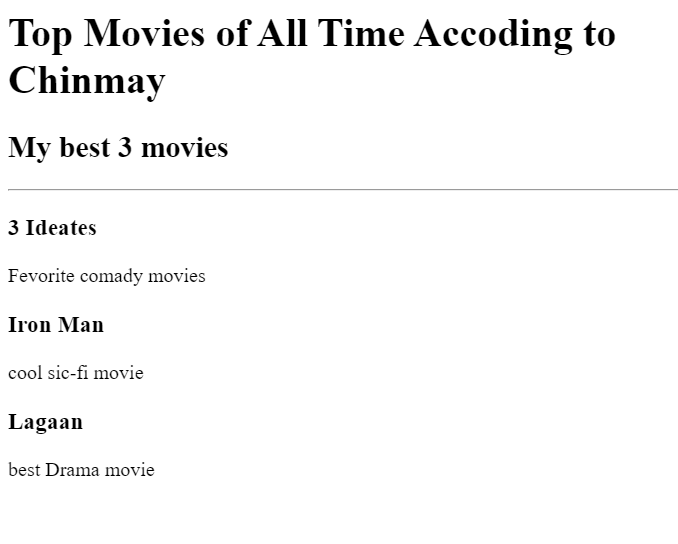 Top Movies of All Time Accoding to
Chinmay
My best 3 movies
3 Ideates
Fevorite comady movies
Iron Man
cool sic-fi movie
Lagaan
best Drama movie